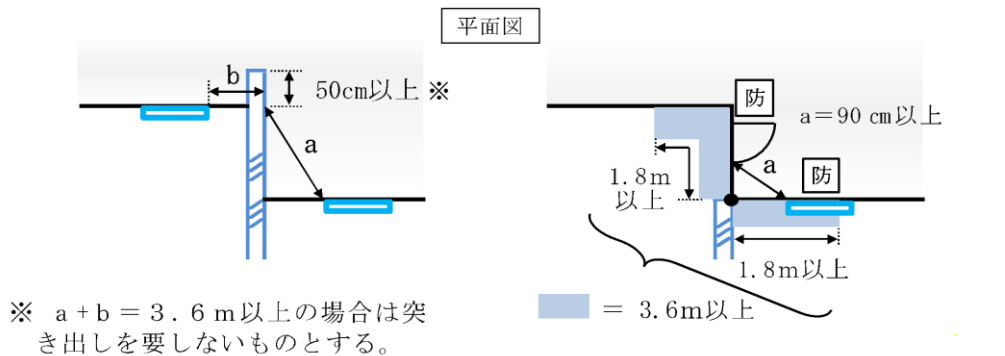 平面図
b
50cm以上※
a
※ a+b=3.6m以上の場合は突
き出しを要しないものとする。
防
a=90cm以上
a
防
1.8m
以上
1.8m以上
= 3.6m以上